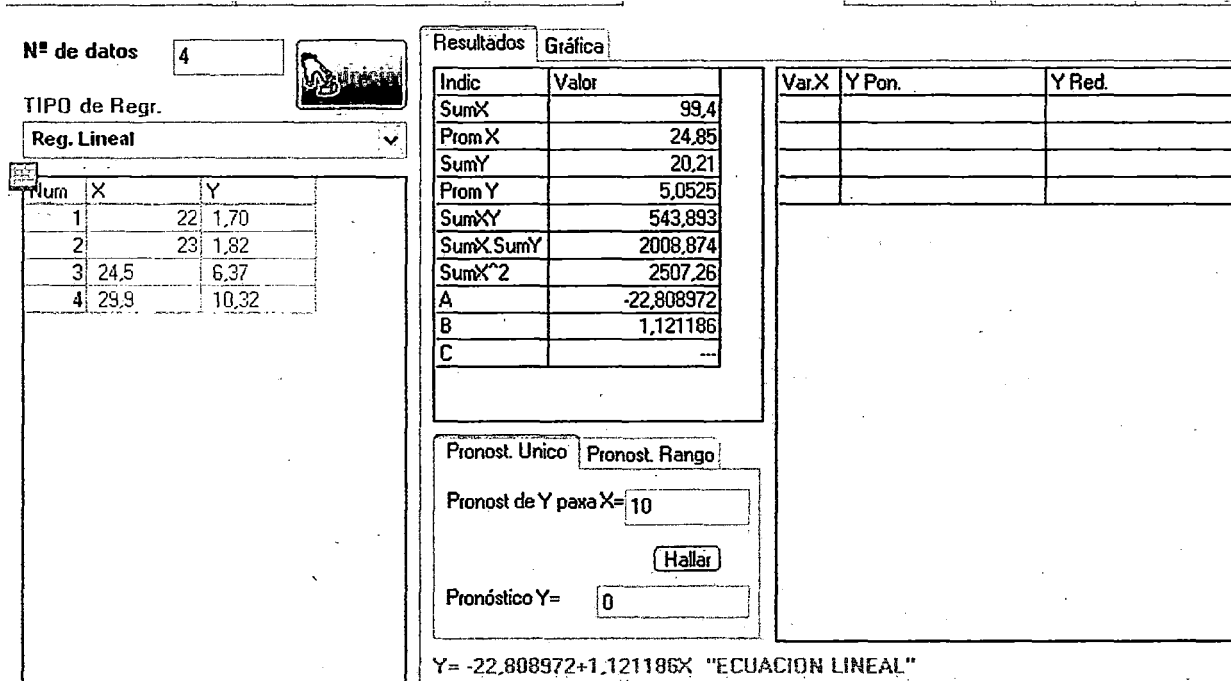 Nº de datos 4
TIPO de Regr.
Reg. Lineal
Num X Y
1 22 1,70
2 23 1,82
3 24,5 6,37
4 29,9 10,32
Resultados Gráfica
Indic Valor
SumX 99,4
Prom X 24,85
SumY 20,21
Prom Y 5,0525
SumXY 543,893
SumX.SumY 2008,874
SumX^2 2507,26
A -22,808972
B 1,121186
C ---
Pronost. Unico Pronost. Rango
Pronost de Y paxa X= 10
Hallar
Pronóstico Y= 0
Y= -22,808972+1,121186X "ECUACION LINEAL"
Var.X Y Pon. Y Red.